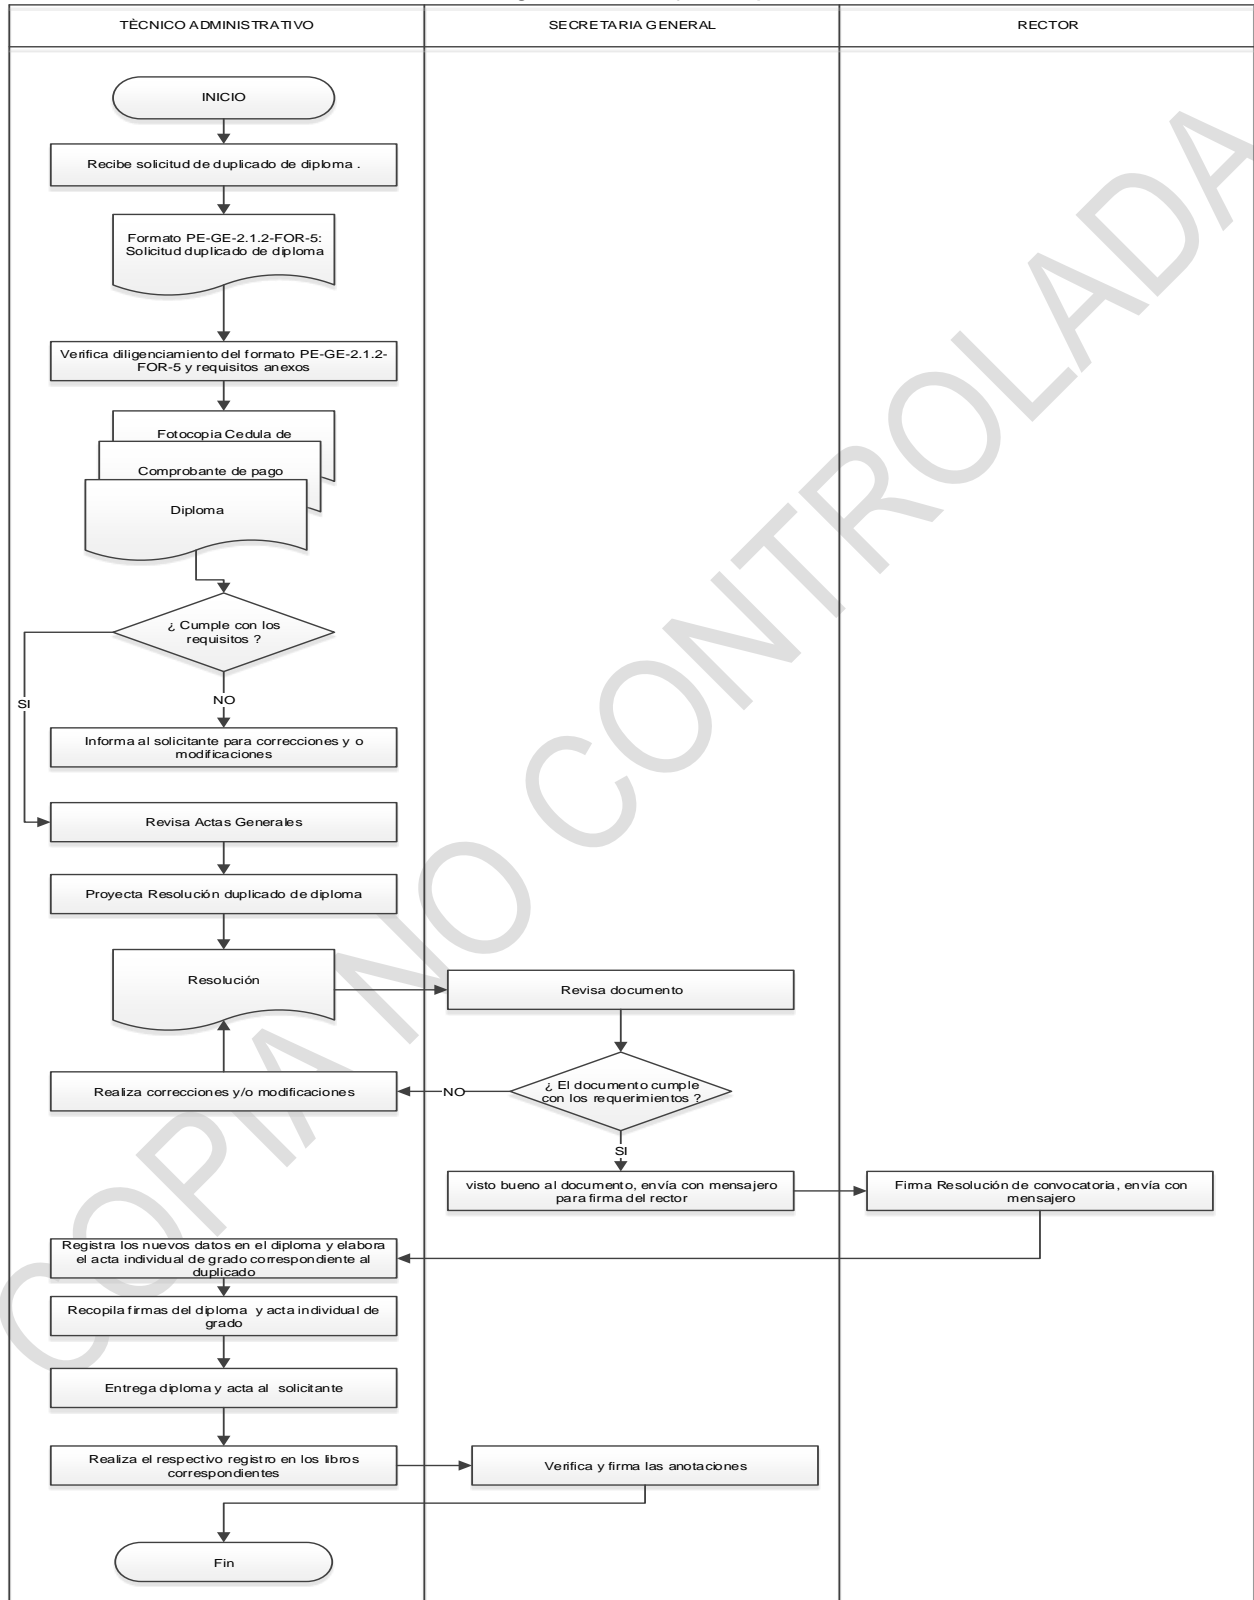 TÈCNICO ADMINISTRATIVO
SECRETARIA GENERAL
RECTOR
INICIO
Recibe solicitud de duplicado de diploma .
Formato PE-GE-2.1.2-FOR-5:
Solicitud duplicado de diploma
Verifica diligenciamiento del formato PE-GE-2.1.2-
FOR-5 y requisitos anexos
Fotocopia Cedula de
Comprobante de pago
Diploma
¿ Cumple con los
requisitos ?
SI
NO
Informa al solicitante para correcciones y o
modificaciones
Revisa Actas Generales
Proyecta Resolución duplicado de diploma
Resolución
Revisa documento
Realiza correcciones y/o modificaciones
NO
¿ El documento cumple
con los requerimientos ?
SI
visto bueno al documento, envía con mensajero
para firma del rector
Firma Resolución de convocatoria, envía con
mensajero
Registra los nuevos datos en el diploma y elabora
el acta individual de grado correspondiente al
duplicado
Recopila firmas del diploma y acta individual de
grado
Entrega diploma y acta al solicitante
Realiza el respectivo registro en los libros
correspondientes
Verifica y firma las anotaciones
Fin
COPIA NO CONTROLADA